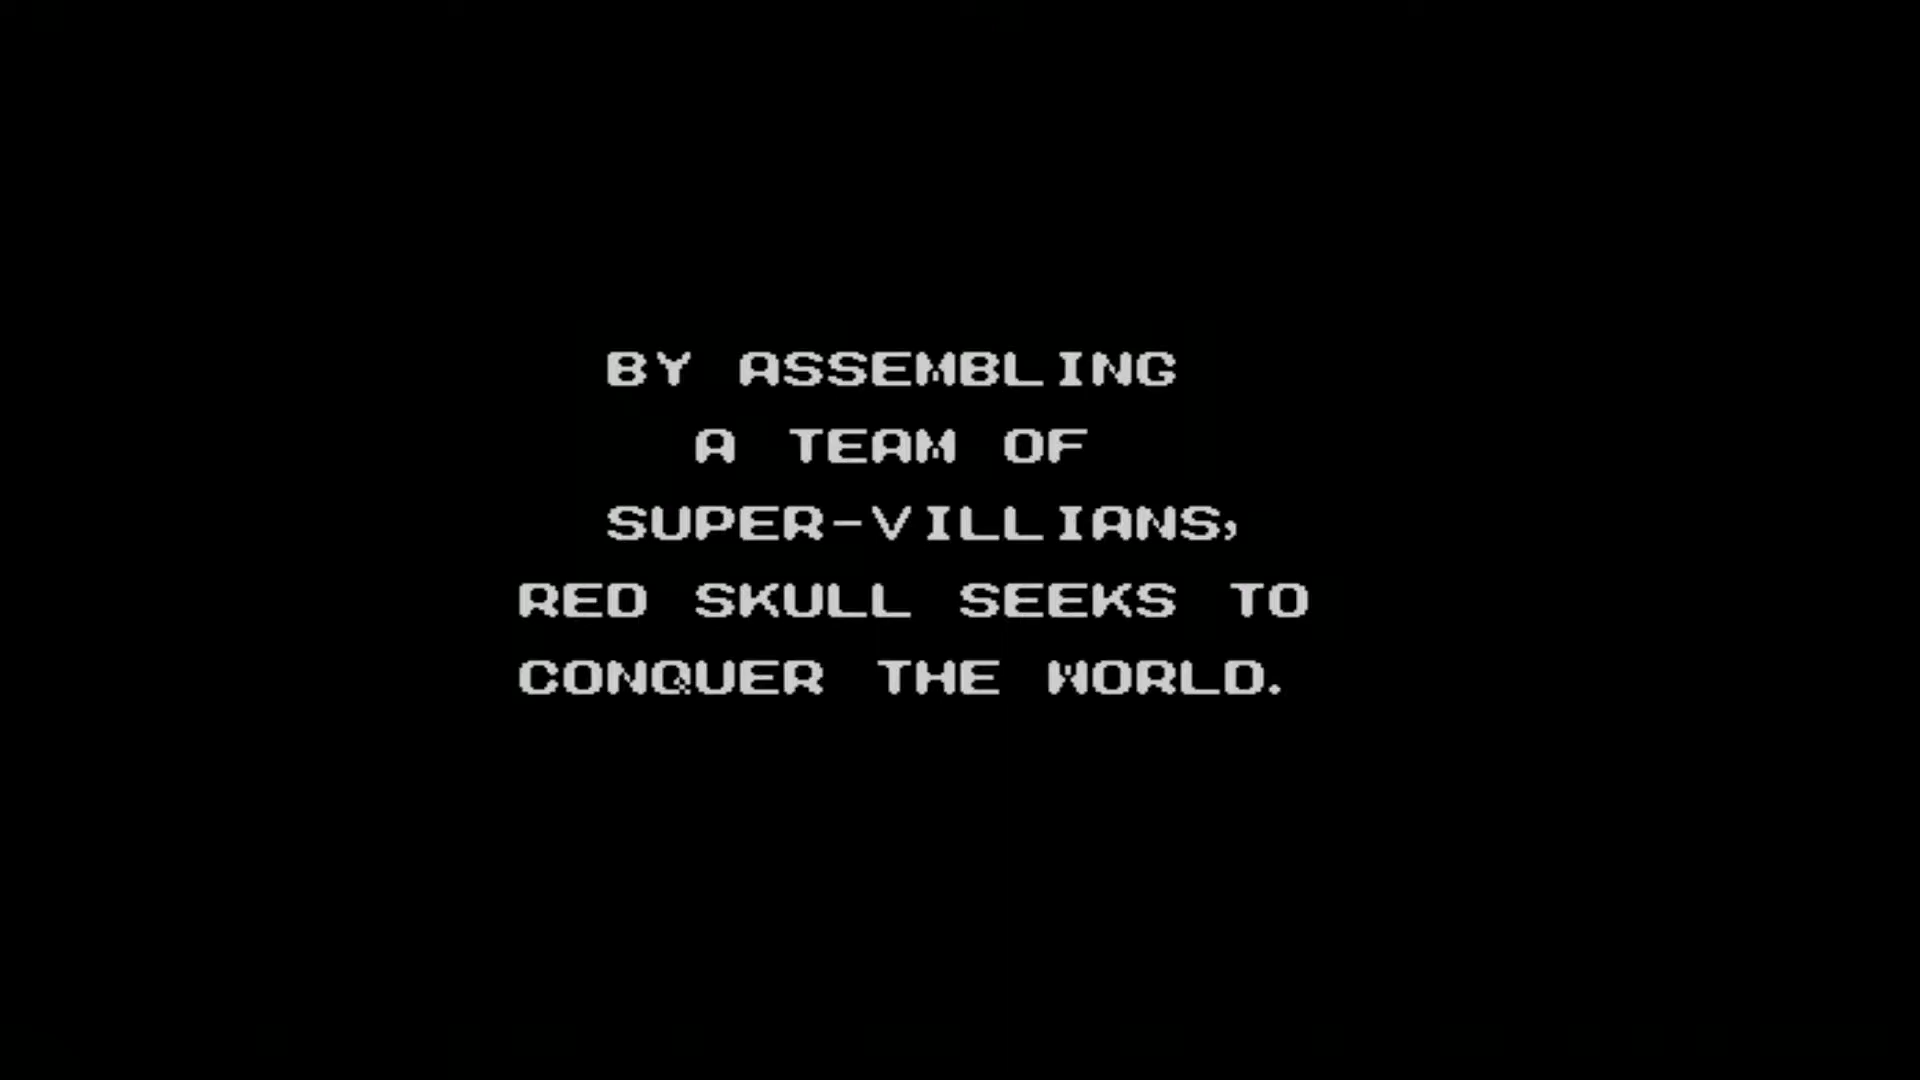 BY ASSEMBLING
A TEAM OF
SUPER-VILLIANS,
RED SKULL SEEKS TO
CONQUER THE WORLD.